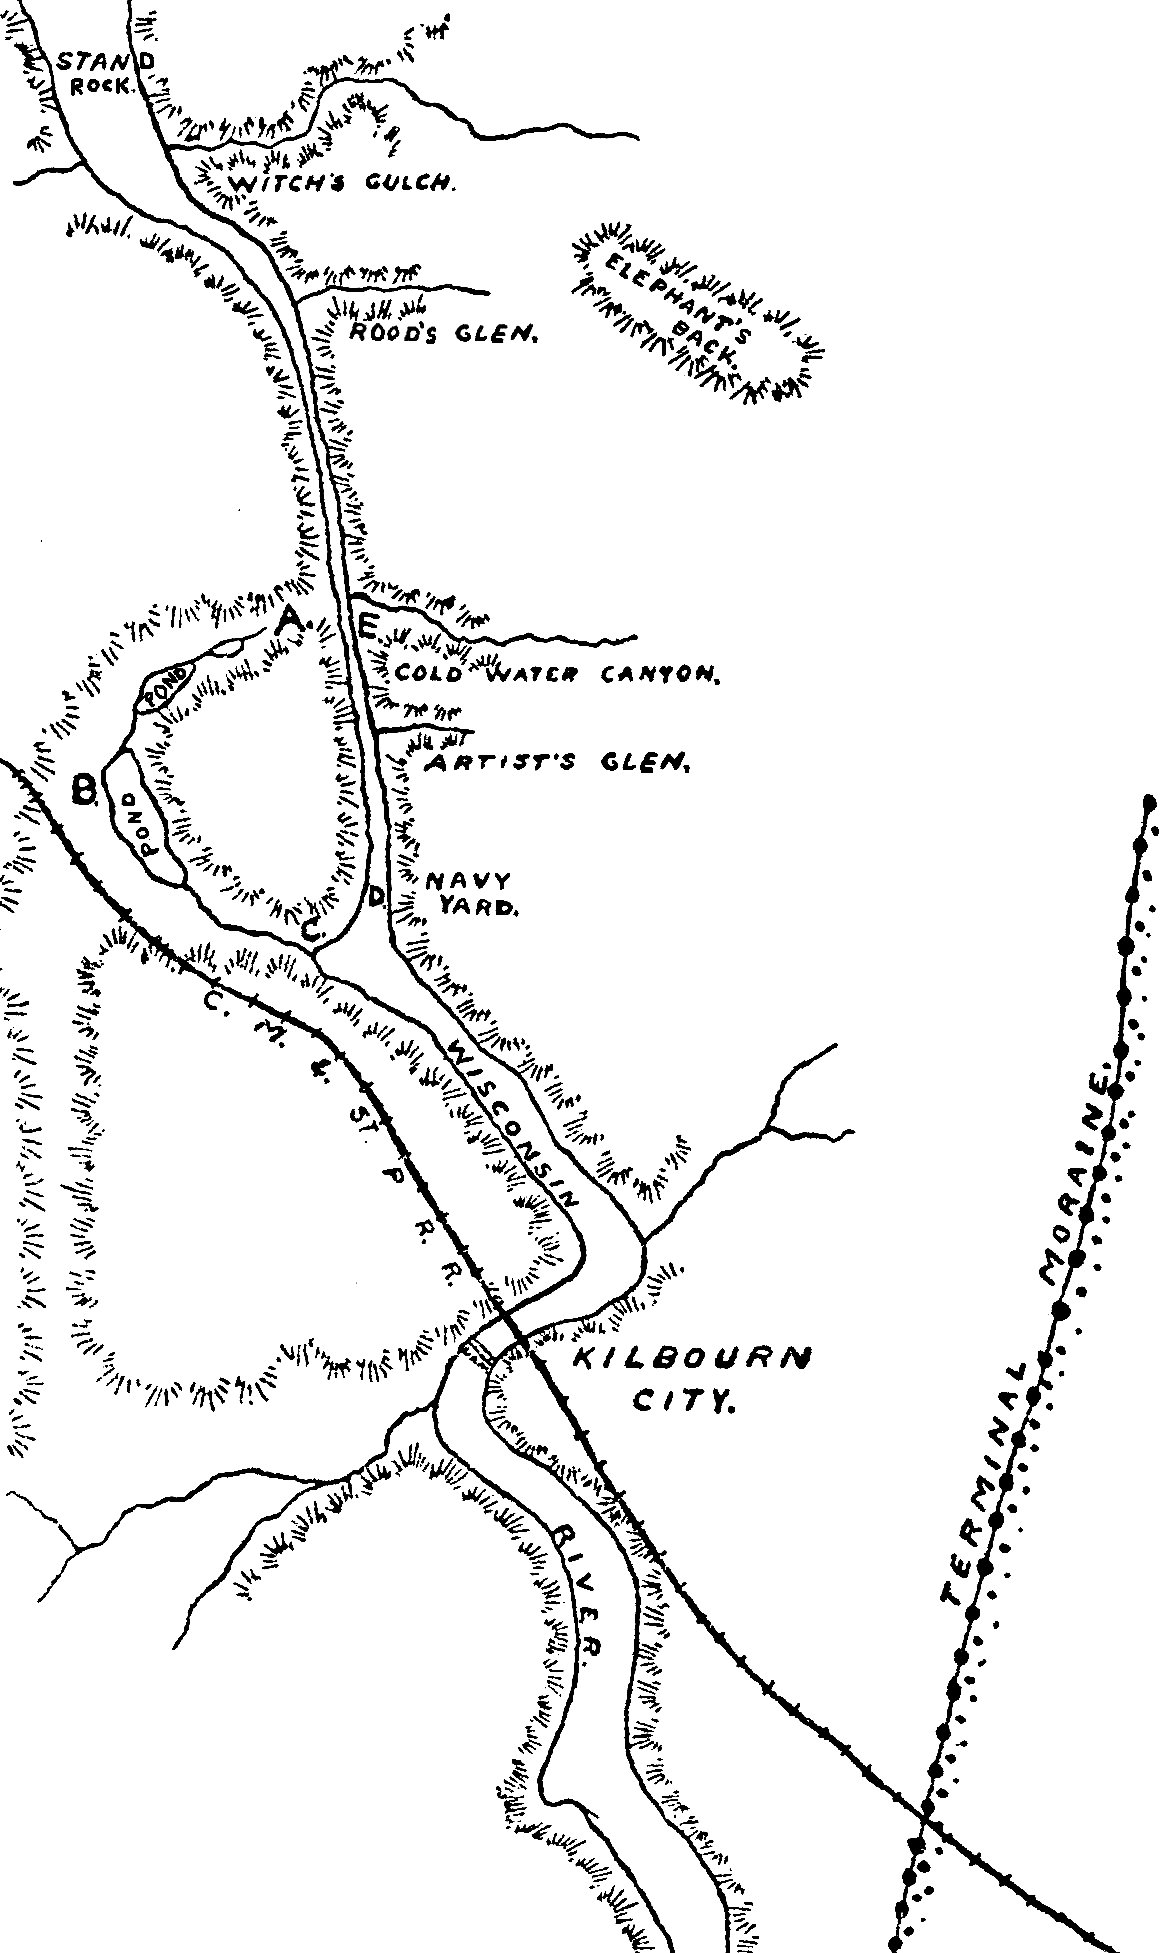 STAND
ROCK.
WITCH'S GULCH.
ELEPHANT'S
BACK.
ROOD'S GLEN.
A.
E
COLD WATER CANYON.
POND
ARTIST'S GLEN.
B.
POND
NAVY
YARD.
D.
C.
C. M. & ST. P. R. R.
WISCONSIN
RIVER.
KILBOURN
CITY.
TERMINAL MORAINE.